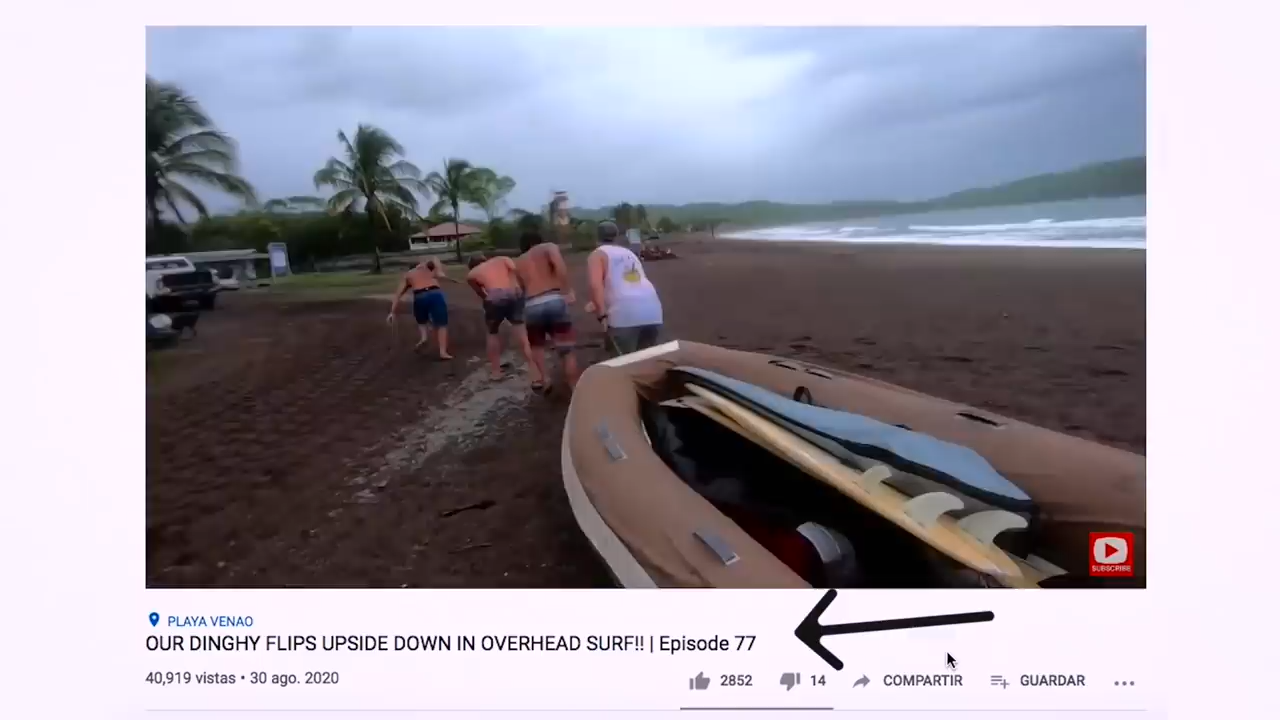 SUBSCRIBE
PLAYA VENAO
OUR DINGHY FLIPS UPSIDE DOWN IN OVERHEAD SURF!! | Episode 77
40,919 vistas • 30 ago. 2020
2852 14 COMPARTIR GUARDAR